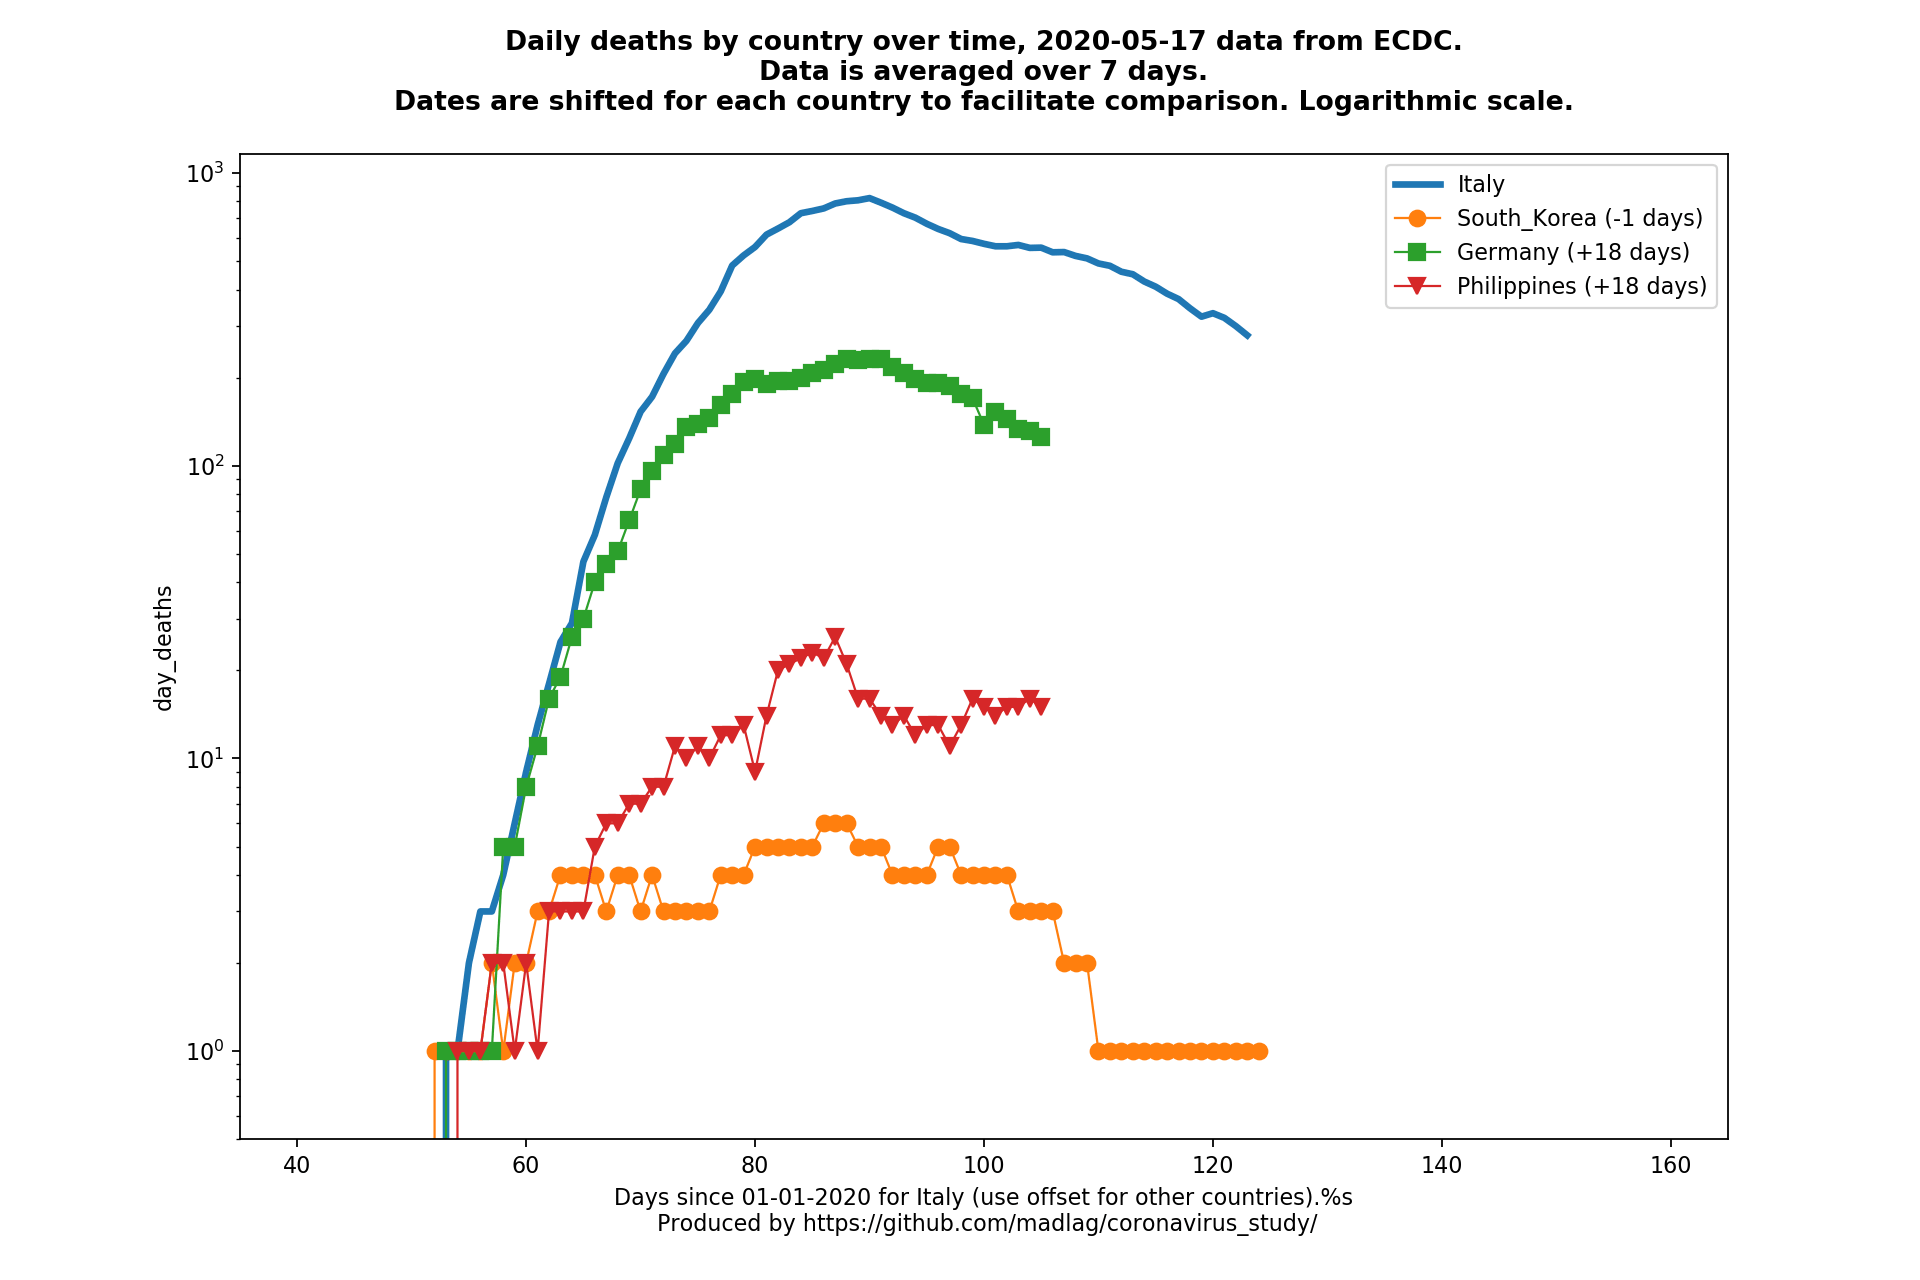 Daily deaths by country over time, 2020-05-17 data from ECDC.
Data is averaged over 7 days.
Dates are shifted for each country to facilitate comparison. Logarithmic scale.
Italy
South_Korea (-1 days)
Germany (+18 days)
Philippines (+18 days)
day_deaths
10³
10²
10¹
10⁰
40 60 80 100 120 140 160
Days since 01-01-2020 for Italy (use offset for other countries).%s
Produced by https://github.com/madlag/coronavirus_study/